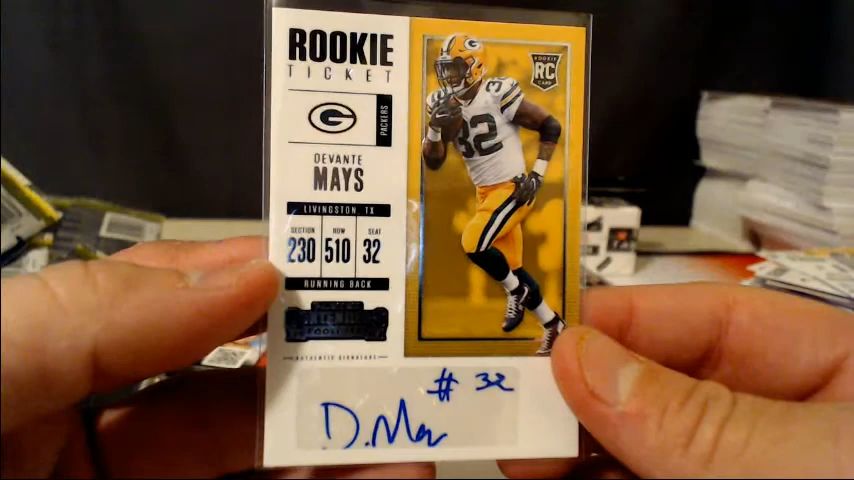 ROOKIE
TICKET
G
PACKERS
DEVANTE
MAYS
LIVINGSTON, TX
SECTION ROW SEAT
230 510 32
RUNNING BACK
AUTHENTIC SIGNATURE
ROOKIE
RC
CARD
32
# 32
D. May